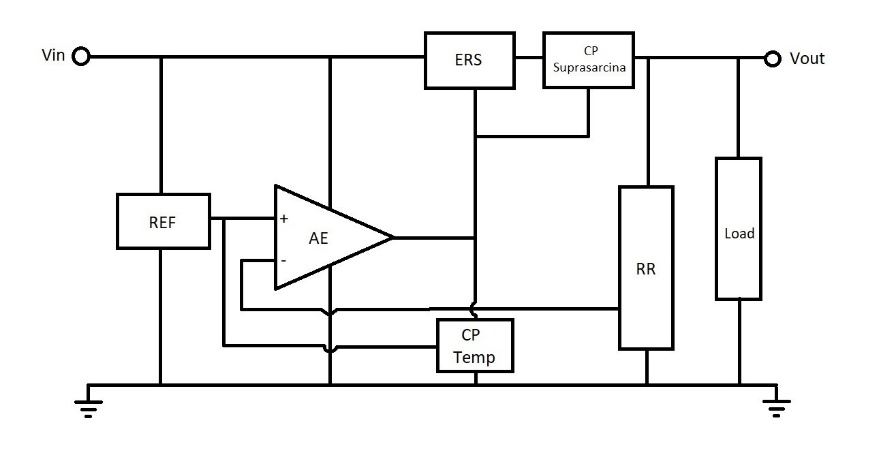 Vin
ERS
CP
Suprasarcina
Vout
REF
+
AE
-
CP
Temp
RR
Load